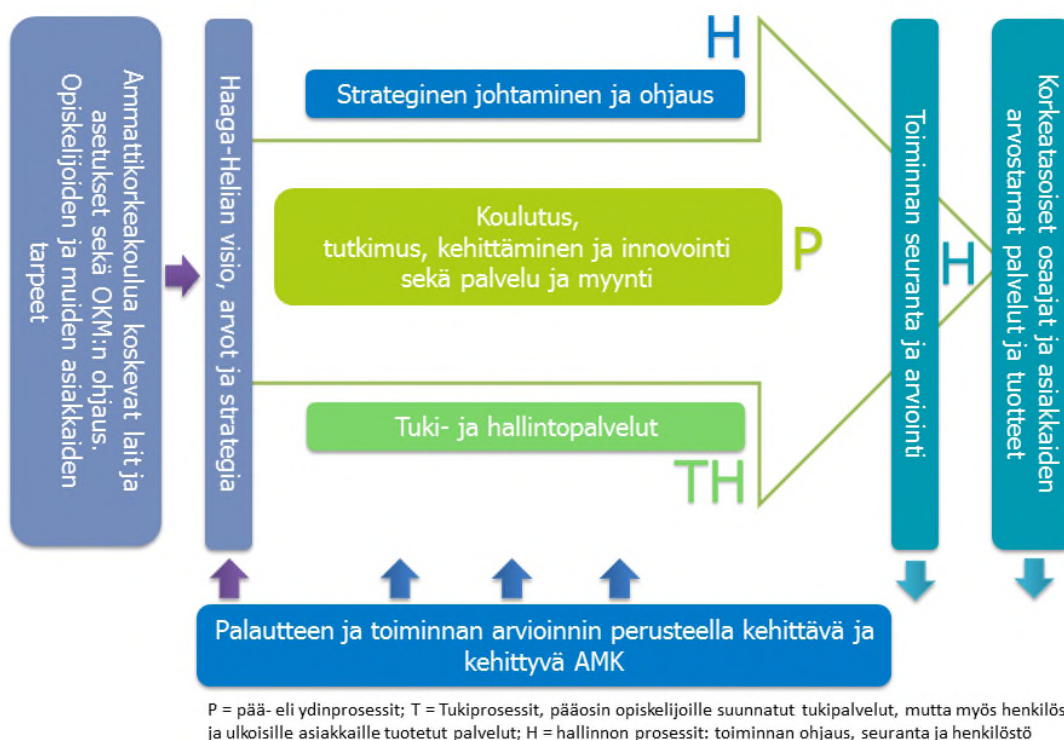 Ammattikorkeakoulua koskevat lait ja
asetukset sekä OKM:n ohjaus.
Opiskelijoiden ja muiden asiakkaiden
tarpeet
Haaga-Helian visio, arvot ja strategia
H
Strateginen johtaminen ja ohjaus
Koulutus,
tutkimus, kehittäminen ja innovointi
sekä palvelu ja myynti
P
Tuki- ja hallintopalvelut
TH
Toiminnan seuranta ja arviointi
H
Korkeatasoiset osaajat ja asiakkaiden
arvostamat palvelut ja tuotteet
Palautteen ja toiminnan arvioinnin perusteella kehittävä ja
kehittyvä AMK
P = pää- eli ydinprosessit; T = Tukiprosessit, pääosin opiskelijoille suunnatut tukipalvelut, mutta myös henkilös
ja ulkoisille asiakkaille tuotetut palvelut; H = hallinnon prosessit: toiminnan ohjaus, seuranta ja henkilöstö